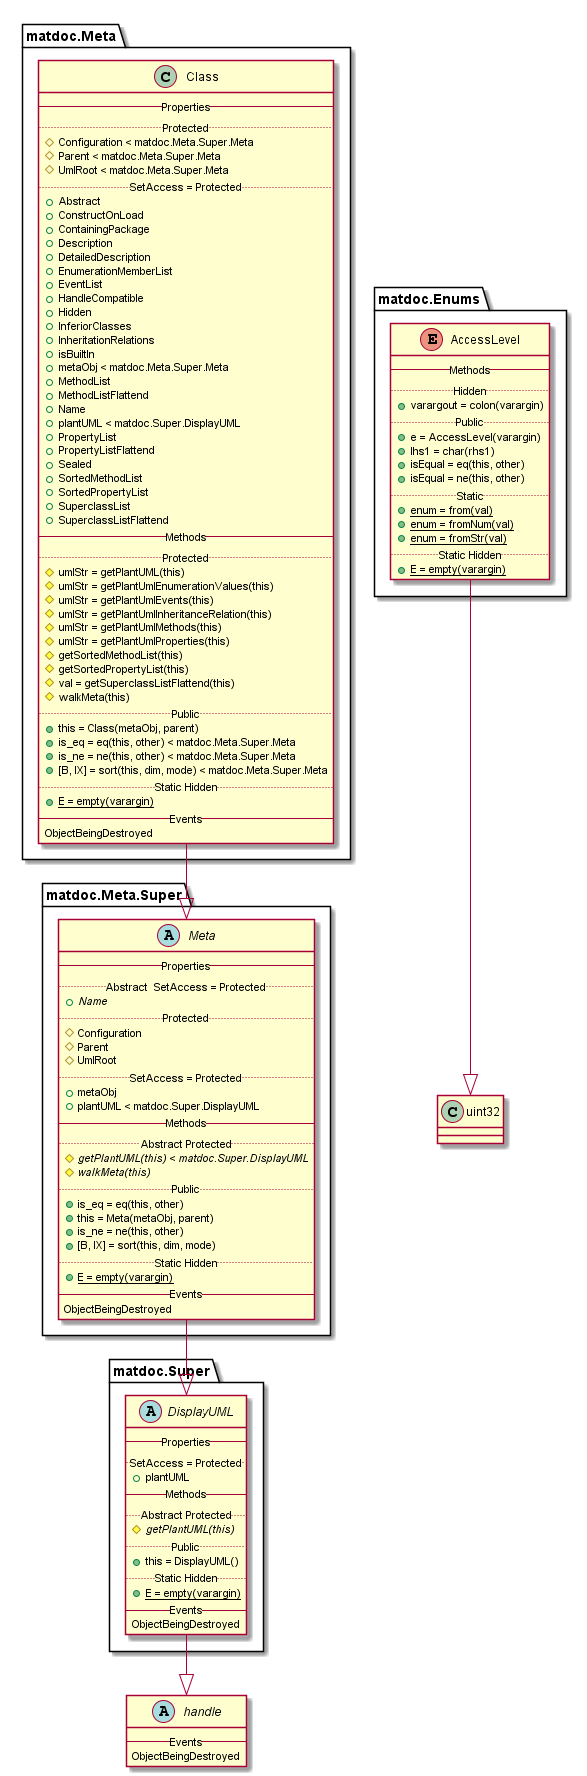 matdoc.Meta
C Class
Properties
Protected
Configuration < matdoc.Meta.Super.Meta
Parent < matdoc.Meta.Super.Meta
UmlRoot < matdoc.Meta.Super.Meta
SetAccess = Protected
Abstract
ConstructOnLoad
ContainingPackage
Description
DetailedDescription
EnumerationMemberList
EventList
HandleCompatible
Hidden
InferiorClasses
InheritationRelations
isBuiltIn
metaObj < matdoc.Meta.Super.Meta
MethodList
MethodListFlattend
Name
plantUML < matdoc.Super.DisplayUML
PropertyList
PropertyListFlattend
Sealed
SortedMethodList
SortedPropertyList
SuperclassList
SuperclassListFlattend
Methods
Protected
umlStr = getPlantUML(this)
umlStr = getPlantUmlEnumerationValues(this)
umlStr = getPlantUmlEvents(this)
umlStr = getPlantUmlInheritanceRelation(this)
umlStr = getPlantUmlMethods(this)
umlStr = getPlantUmlProperties(this)
getSortedMethodList(this)
getSortedPropertyList(this)
val = getSuperclassListFlattend(this)
walkMeta(this)
Public
this = Class(metaObj, parent)
is_eq = eq(this, other) < matdoc.Meta.Super.Meta
is_ne = ne(this, other) < matdoc.Meta.Super.Meta
[B, IX] = sort(this, dim, mode) < matdoc.Meta.Super.Meta
Static Hidden
E = empty(varargin)
Events
ObjectBeingDestroyed
matdoc.Enums
E AccessLevel
Methods
Hidden
varargout = colon(varargin)
Public
e = AccessLevel(varargin)
lhs1 = char(rhs1)
isEqual = eq(this, other)
isEqual = ne(this, other)
Static
enum = from(val)
enum = fromNum(val)
enum = fromStr(val)
Static Hidden
E = empty(varargin)
matdoc.Meta.Super
A Meta
Properties
Abstract SetAccess = Protected
Name
Protected
Configuration
Parent
UmlRoot
SetAccess = Protected
metaObj
plantUML < matdoc.Super.DisplayUML
Methods
Abstract Protected
getPlantUML(this) < matdoc.Super.DisplayUML
walkMeta(this)
Public
is_eq = eq(this, other)
this = Meta(metaObj, parent)
is_ne = ne(this, other)
[B, IX] = sort(this, dim, mode)
Static Hidden
E = empty(varargin)
Events
ObjectBeingDestroyed
C uint32
matdoc.Super
A DisplayUML
Properties
SetAccess = Protected
plantUML
Methods
Abstract Protected
getPlantUML(this)
Public
this = DisplayUML()
Static Hidden
E = empty(varargin)
Events
ObjectBeingDestroyed
A handle
Events
ObjectBeingDestroyed